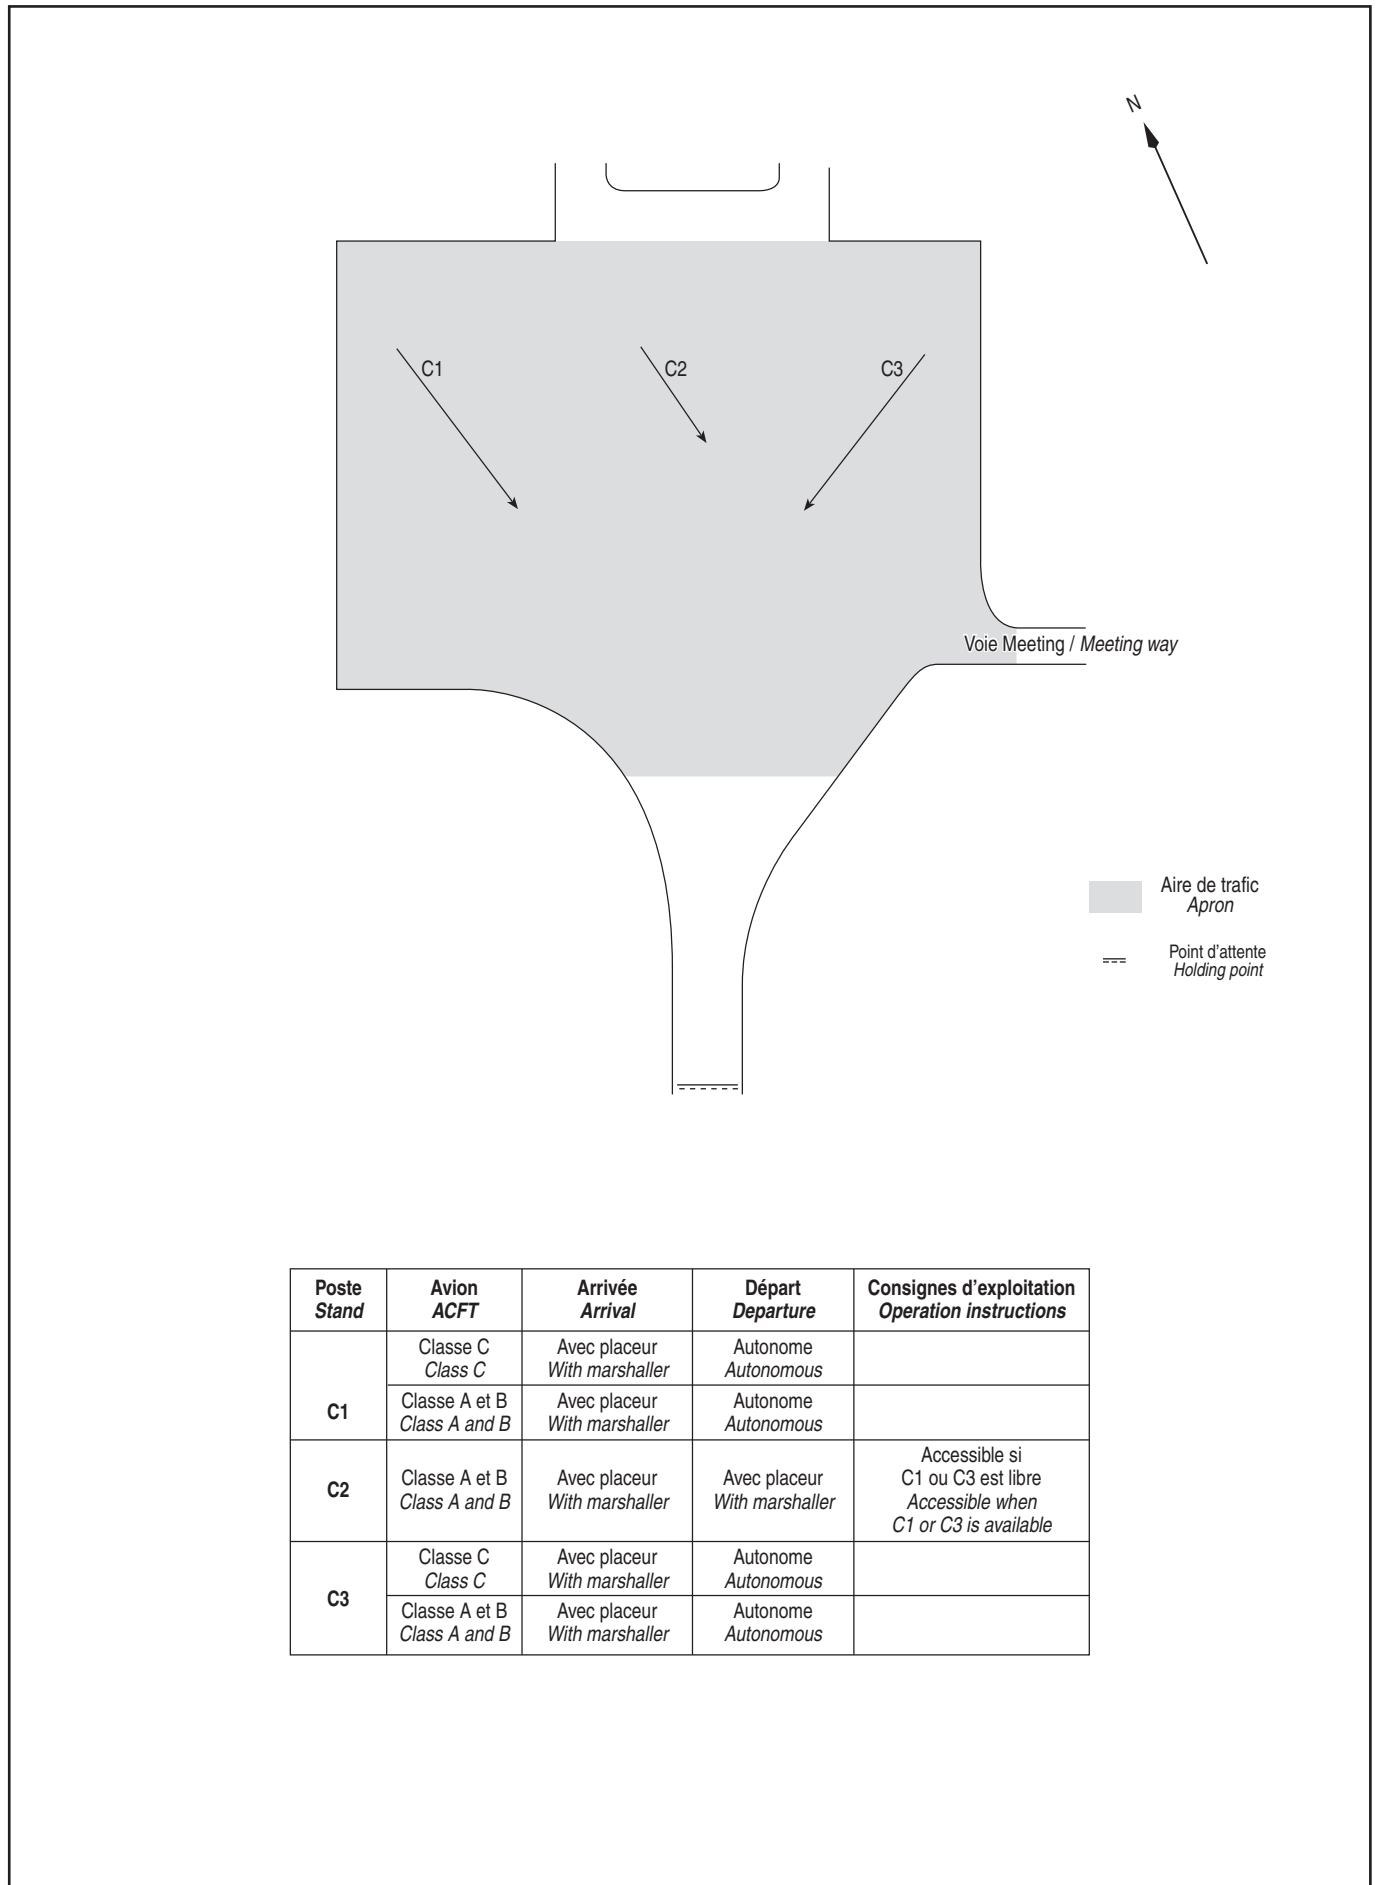 N
C1
C2
C3
Voie Meeting / Meeting way
Aire de trafic
Apron
Point d'attente
Holding point
Poste
Stand
Avion
ACFT
Arrivée
Arrival
Départ
Departure
Consignes d'exploitation
Operation instructions
C1
Classe C
Class C
Avec placeur
With marshaller
Autonome
Autonomous
Classe A et B
Class A and B
Avec placeur
With marshaller
Autonome
Autonomous
C2
Classe A et B
Class A and B
Avec placeur
With marshaller
Avec placeur
With marshaller
Accessible si
C1 ou C3 est libre
Accessible when
C1 or C3 is available
C3
Classe C
Class C
Avec placeur
With marshaller
Autonome
Autonomous
Classe A et B
Class A and B
Avec placeur
With marshaller
Autonome
Autonomous